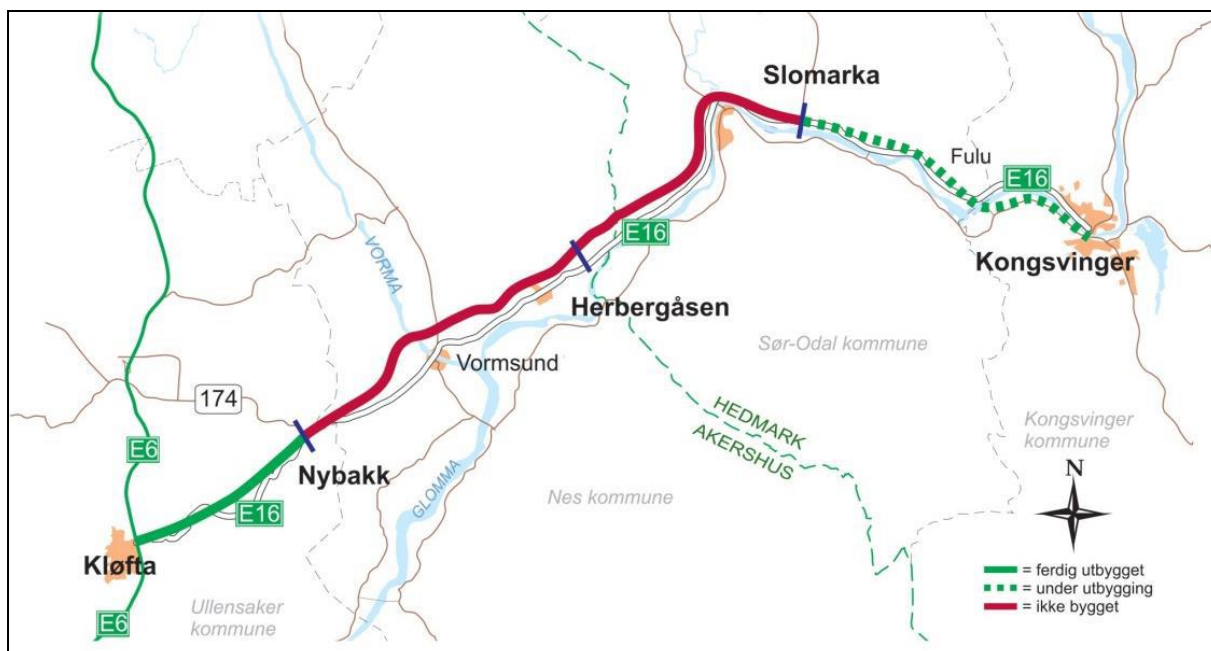 Slomarka
Fulu
E16
Kongsvinger
VORMA
E16
Herbergåsen
Sør-Odal kommune
Vormsund
174
HEDMARK
AKERSHUS
Kongsvinger
kommune
E6
Nybakk
GLOMMA
Nes kommune
N
E16
Kløfta
= ferdig utbygget
= under utbygging
= ikke bygget
Ullensaker
kommune
E6